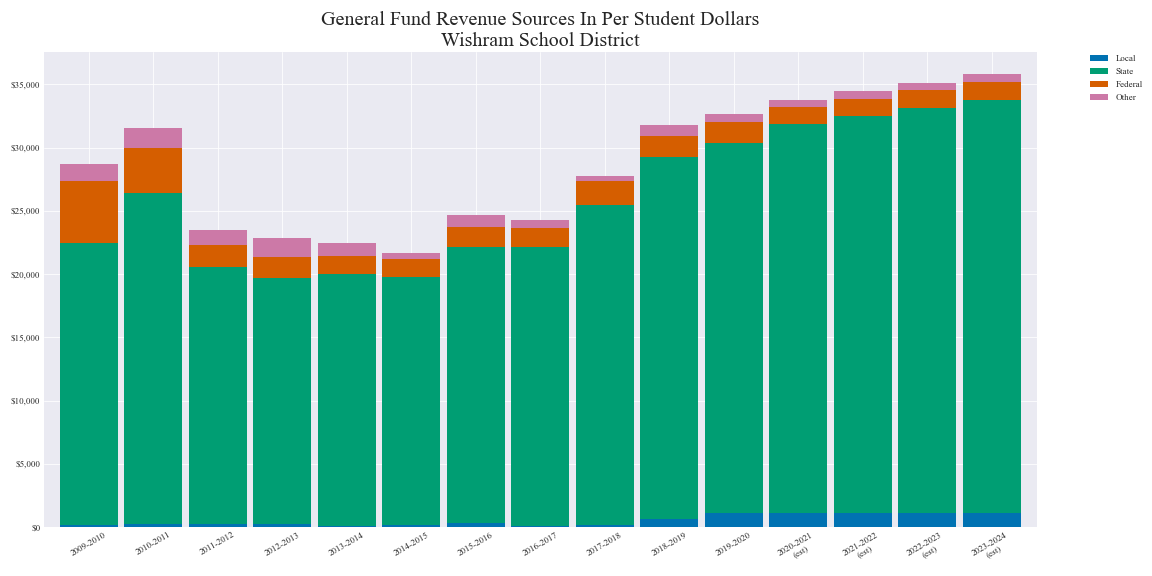 General Fund Revenue Sources In Per Student Dollars
Wishram School District
Local
State
Federal
Other
$35,000
$30,000
$25,000
$20,000
$15,000
$10,000
$5,000
$0
2009-2010
2010-2011
2011-2012
2012-2013
2013-2014
2014-2015
2015-2016
2016-2017
2017-2018
2018-2019
2019-2020
2020-2021
(est)
2021-2022
(est)
2022-2023
(est)
2023-2024
(est)